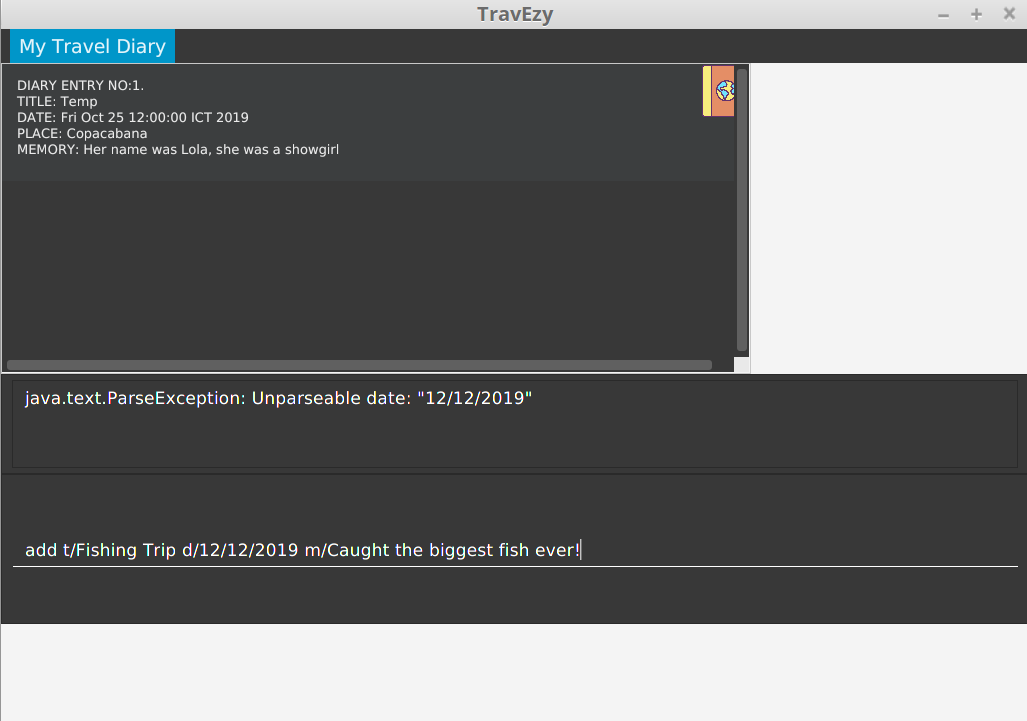 TravEzy
My Travel Diary
DIARY ENTRY NO:1.
TITLE: Temp
DATE: Fri Oct 25 12:00:00 ICT 2019
PLACE: Copacabana
MEMORY: Her name was Lola, she was a showgirl
java.text.ParseException: Unparseable date: "12/12/2019"
add t/Fishing Trip d/12/12/2019 m/Caught the biggest fish ever!